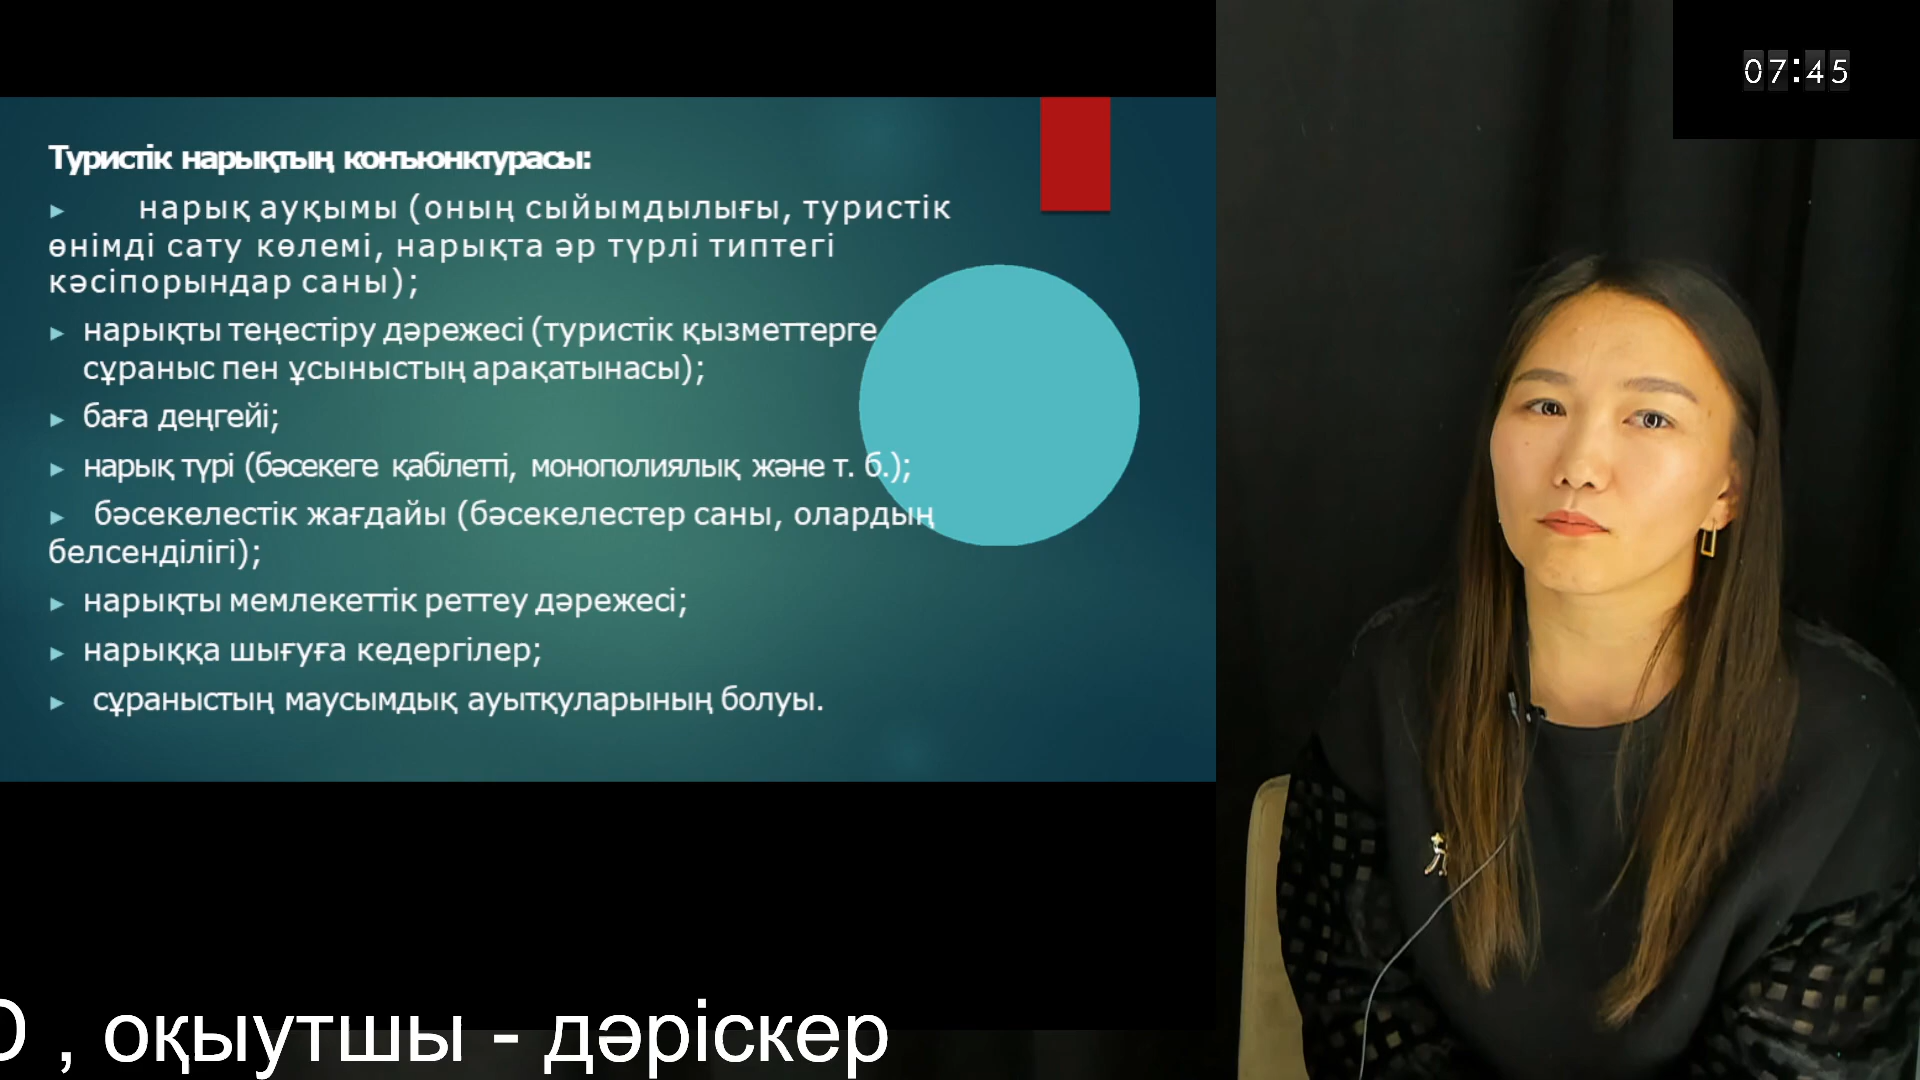 07:45
Туристік нарықтың конъюнктурасы:
► нарық ауқымы (оның сыйымдылығы, туристік
өнімді сату көлемі, нарықта әр түрлі типтегі
кәсіпорындар саны);
► нарықты теңестіру дәрежесі (туристік қызметтерге
сұраныс пен ұсыныстың арақатынасы);
► баға деңгейі;
► нарық түрі (бәсекеге қабілетті, монополиялық және т. б.);
► бәсекелестік жағдайы (бәсекелестер саны, олардың
белсенділігі);
► нарықты мемлекеттік реттеу дәрежесі;
► нарыққа шығуға кедергілер;
► сұраныстың маусымдық ауытқуларының болуы.
, оқыутшы - дәріскер